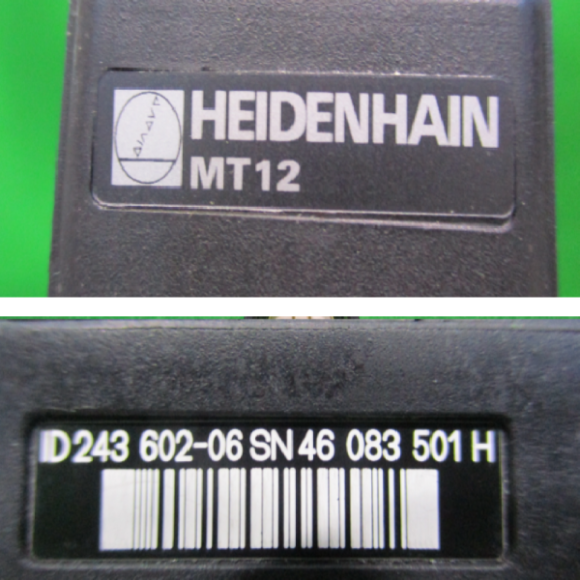 HEIDENHAIN
MT12
ID 243 602-06 SN 46 083 501 H